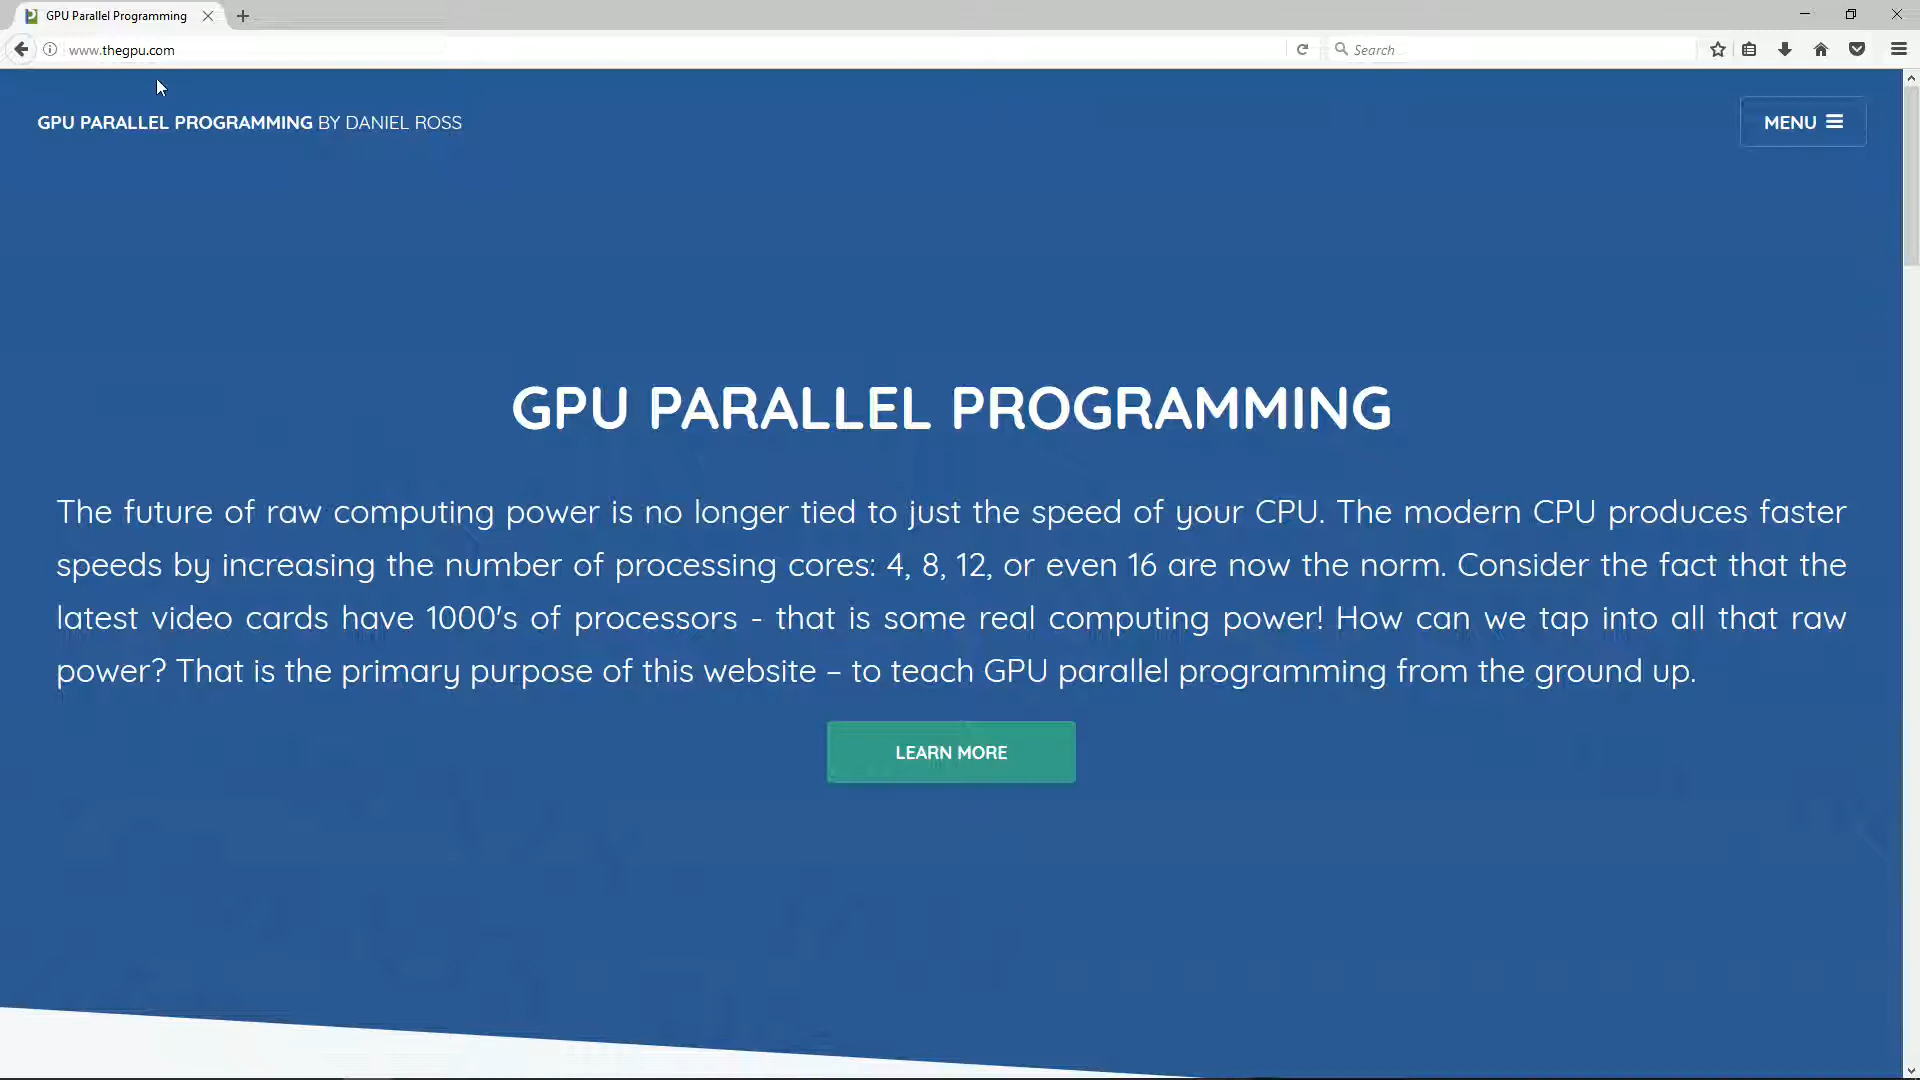 GPU Parallel Programming
www.thegpu.com
Search
GPU PARALLEL PROGRAMMING BY DANIEL ROSS
MENU
GPU PARALLEL PROGRAMMING
The future of raw computing power is no longer tied to just the speed of your CPU. The modern CPU produces faster
speeds by increasing the number of processing cores: 4, 8, 12, or even 16 are now the norm. Consider the fact that the
latest video cards have 1000's of processors - that is some real computing power! How can we tap into all that raw
power? That is the primary purpose of this website – to teach GPU parallel programming from the ground up.
LEARN MORE